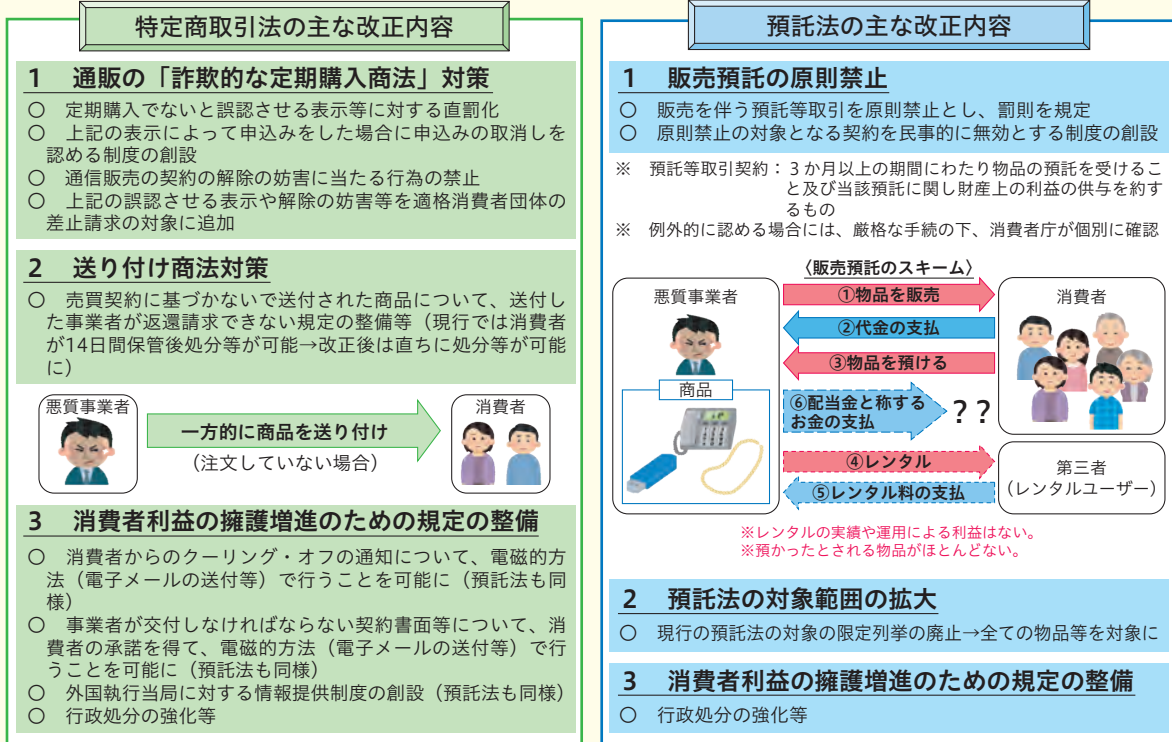 特定商取引法の主な改正内容
1 通販の「詐欺的な定期購入商法」対策
○ 定期購入でないと誤認させる表示等に対する直罰化
○ 上記の表示によって申込みをした場合に申込みの取消しを
認める制度の創設
○ 通信販売の契約の解除の妨害に当たる行為の禁止
○ 上記の誤認させる表示や解除の妨害等を適格消費者団体の
差止請求の対象に追加
2 送り付け商法対策
○ 売買契約に基づかないで送付された商品について、送付し
た事業者が返還請求できない規定の整備等（現行では消費者
が14日間保管後処分等が可能→改正後は直ちに処分等が可能
に）
悪質事業者
一方的に商品を送り付け
（注文していない場合）
消費者
3 消費者利益の擁護増進のための規定の整備
○ 消費者からのクーリング・オフの通知について、電磁的方
法（電子メールの送付等）で行うことを可能に（預託法も同
様）
○ 事業者が交付しなければならない契約書面等について、消
費者の承諾を得て、電磁的方法（電子メールの送付等）で行
うことを可能に（預託法も同様）
○ 外国執行当局に対する情報提供制度の創設（預託法も同様）
○ 行政処分の強化等
預託法の主な改正内容
1 販売預託の原則禁止
○ 販売を伴う預託等取引を原則禁止とし、罰則を規定
○ 原則禁止の対象となる契約を民事的に無効とする制度の創設
※ 預託等取引契約：３か月以上の期間にわたり物品の預託を受けるこ
と及び当該預託に関し財産上の利益の供与を約す
るもの
※ 例外的に認める場合には、厳格な手続の下、消費者庁が個別に確認
〈販売預託のスキーム〉
悪質事業者
①物品を販売
消費者
②代金の支払
③物品を預ける
商品
⑥配当金と称する
お金の支払
？？
④レンタル
⑤レンタル料の支払
第三者
（レンタルユーザー）
※レンタルの実績や運用による利益はない。
※預かったとされる物品がほとんどない。
2 預託法の対象範囲の拡大
○ 現行の預託法の対象の限定列挙の廃止→全ての物品等を対象に
3 消費者利益の擁護増進のための規定の整備
○ 行政処分の強化等